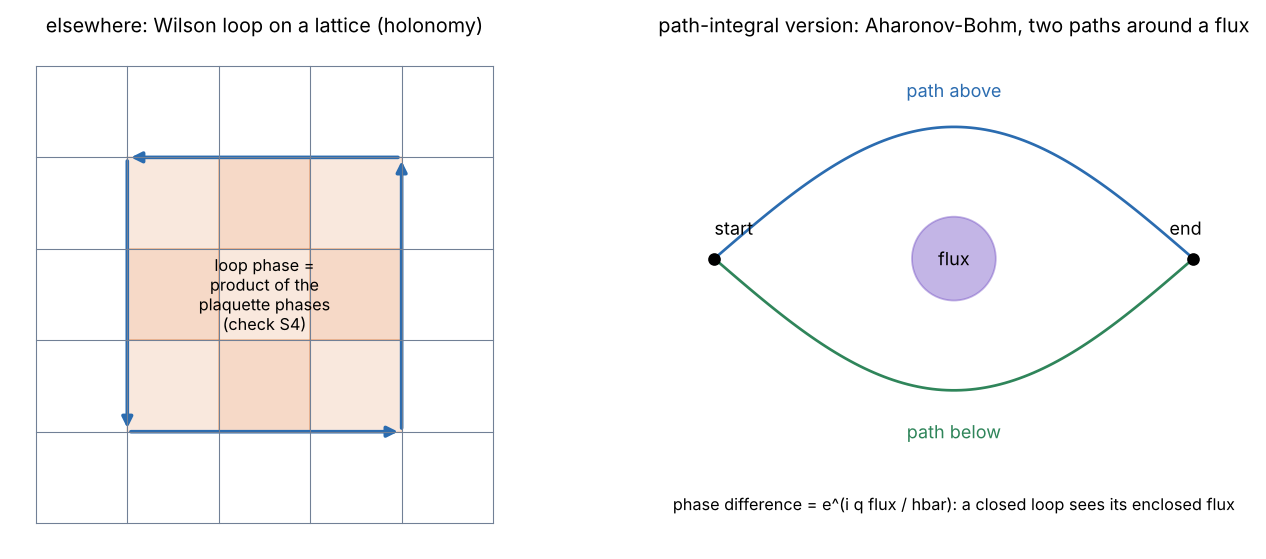 elsewhere: Wilson loop on a lattice (holonomy)
loop phase =
product of the
plaquette phases
(check S4)
path-integral version: Aharonov-Bohm, two paths around a flux
path above
start
end
flux
path below
phase difference = e^(i q flux / hbar): a closed loop sees its enclosed flux